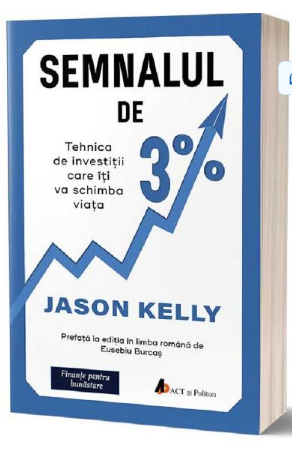 SEMNALUL
DE
3%
Tehnica
de investiții
care îți
va schimba
viața
JASON KELLY
Prefață la ediția în limba română de
Eusebiu Burcaș
Finanțe pentru
bunăstare
ACT și Politon